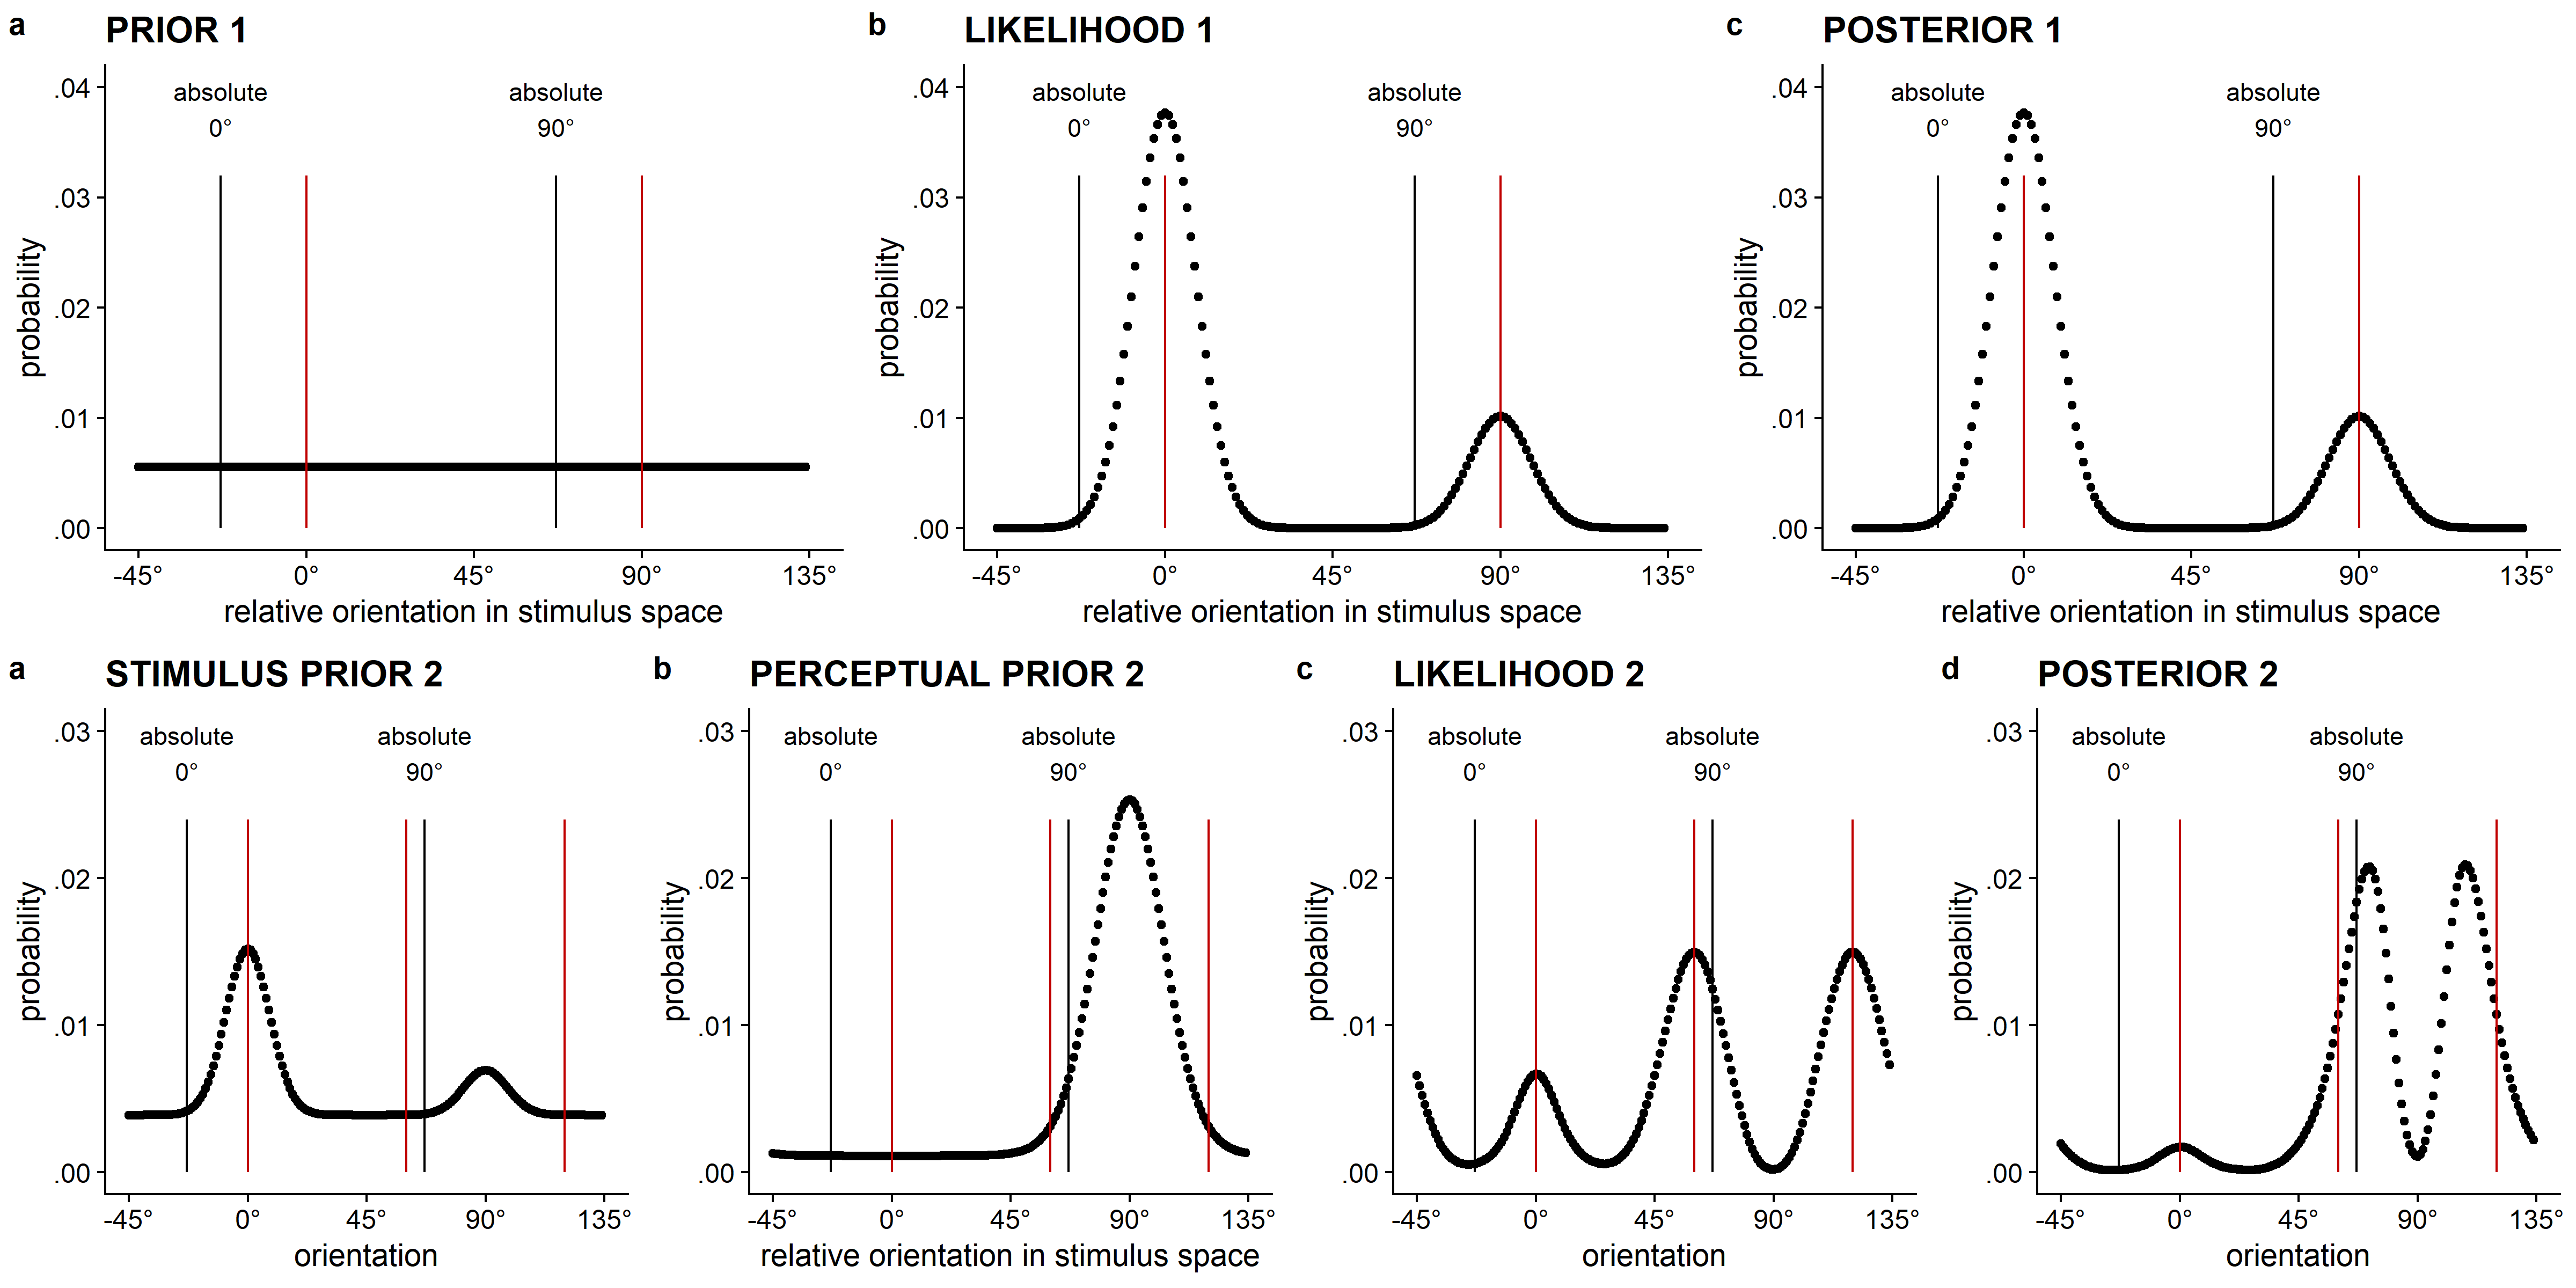 a PRIOR 1
.04
.03
.02
.01
.00
probability
absolute
0°
absolute
90°
-45° 0° 45° 90° 135°
relative orientation in stimulus space
b LIKELIHOOD 1
.04
.03
.02
.01
.00
probability
absolute
0°
absolute
90°
-45° 0° 45° 90° 135°
relative orientation in stimulus space
c POSTERIOR 1
.04
.03
.02
.01
.00
probability
absolute
0°
absolute
90°
-45° 0° 45° 90° 135°
relative orientation in stimulus space
a STIMULUS PRIOR 2
.03
.02
.01
.00
probability
absolute
0°
absolute
90°
-45° 0° 45° 90° 135°
orientation
b PERCEPTUAL PRIOR 2
.03
.02
.01
.00
probability
absolute
0°
absolute
90°
-45° 0° 45° 90° 135°
relative orientation in stimulus space
c LIKELIHOOD 2
.03
.02
.01
.00
probability
absolute
0°
absolute
90°
-45° 0° 45° 90° 135°
orientation
d POSTERIOR 2
.03
.02
.01
.00
probability
absolute
0°
absolute
90°
-45° 0° 45° 90° 135°
orientation